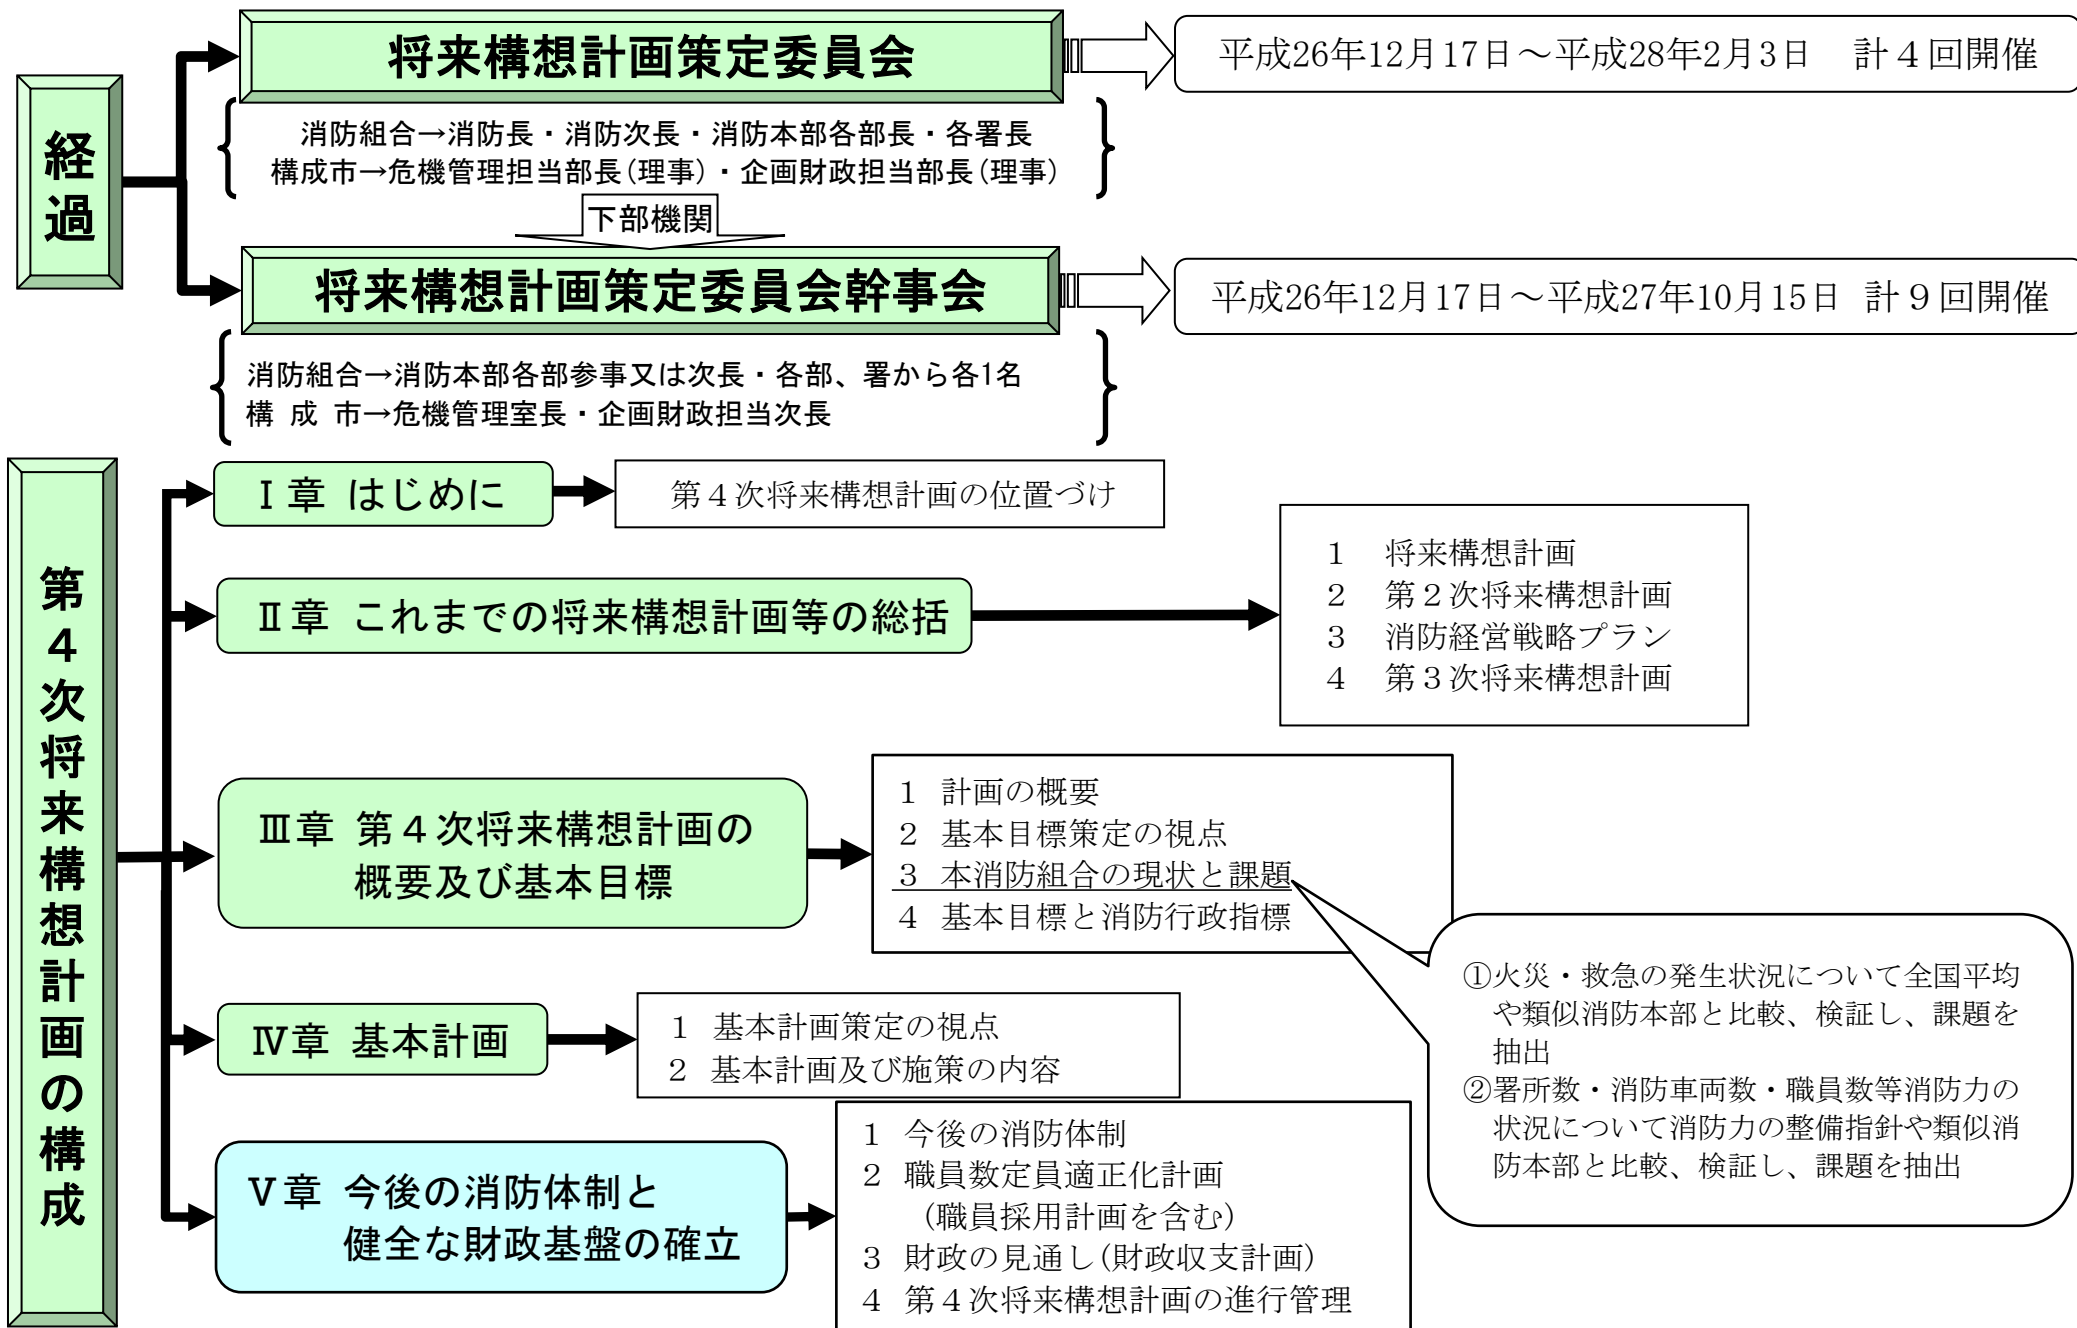 経過
将来構想計画策定委員会
平成26年12月17日～平成28年2月3日　計４回開催
消防組合→消防長・消防次長・消防本部各部長・各署長
構成市→危機管理担当部長(理事)・企画財政担当部長(理事)
下部機関
将来構想計画策定委員会幹事会
平成26年12月17日～平成27年10月15日 計９回開催
消防組合→消防本部各部参事又は次長・各部、署から各1名
構 成 市→危機管理室長・企画財政担当次長
第４次将来構想計画の構成
Ⅰ章 はじめに
第４次将来構想計画の位置づけ
Ⅱ章 これまでの将来構想計画等の総括
1　将来構想計画
2　第２次将来構想計画
3　消防経営戦略プラン
4　第３次将来構想計画
Ⅲ章 第４次将来構想計画の
概要及び基本目標
1 計画の概要
2 基本目標策定の視点
3 本消防組合の現状と課題
4 基本目標と消防行政指標
①火災・救急の発生状況について全国平均
や類似消防本部と比較、検証し、課題を
抽出
②署所数・消防車両数・職員数等消防力の
状況について消防力の整備指針や類似消
防本部と比較、検証し、課題を抽出
Ⅳ章 基本計画
1 基本計画策定の視点
2 基本計画及び施策の内容
Ⅴ章 今後の消防体制と
健全な財政基盤の確立
1 今後の消防体制
2 職員数定員適正化計画
(職員採用計画を含む)
3 財政の見通し(財政収支計画)
4 第４次将来構想計画の進行管理